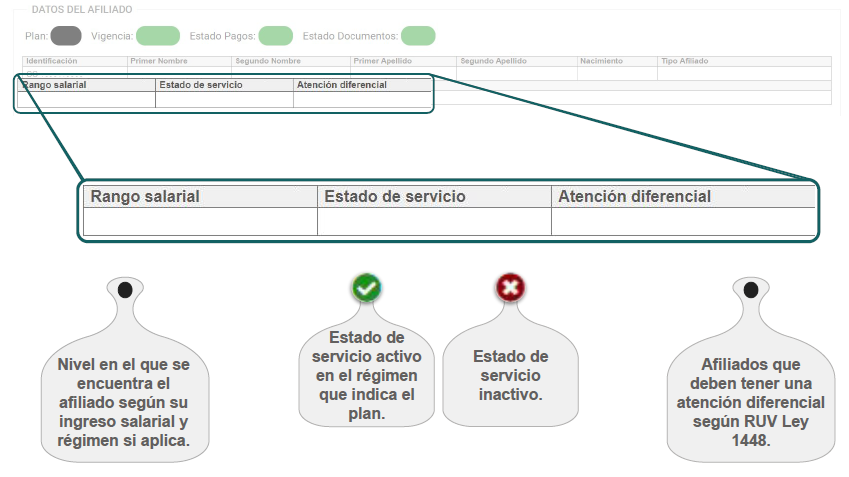 DATOS DEL AFILIADO
Plan: Vigencia: Estado Pagos: Estado Documentos:
Identificación Primer Nombre Segundo Nombre Primer Apellido Segundo Apellido Nacimiento Tipo Afiliado
Rango salarial Estado de servicio Atención diferencial
Rango salarial Estado de servicio Atención diferencial
Nivel en el que se
encuentra el
afiliado según su
ingreso salarial y
régimen si aplica.
Estado de
servicio activo
en el régimen
que indica el
plan.
Estado de
servicio
inactivo.
Afiliados que
deben tener una
atención diferencial
según RUV Ley
1448.